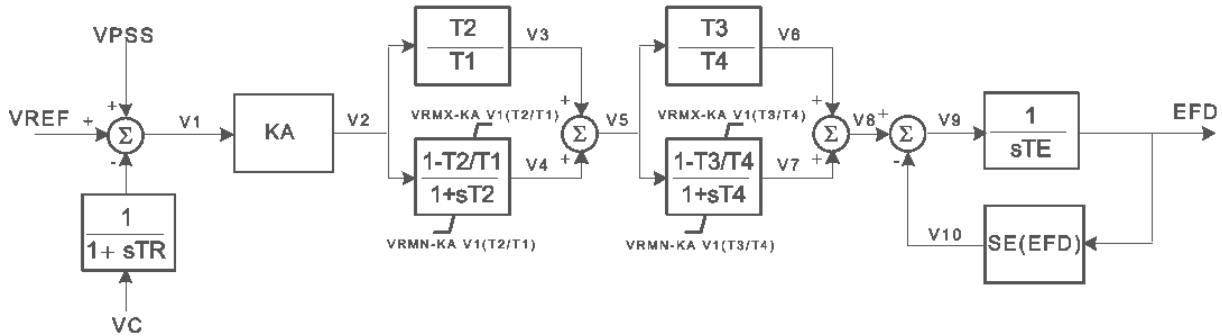 VPSS
VREF
+
+
-
Σ
V1
KA
V2
T2
T1
V3
VRMX-KA V1(T2/T1)
1-T2/T1
1+sT2
V4
VRMN-KA V1(T2/T1)
+
+
Σ
V5
T3
T4
V6
VRMX-KA V1(T3/T4)
1-T3/T4
1+sT4
V7
VRMN-KA V1(T3/T4)
+
+
Σ
V8
+
-
Σ
V9
1
sTE
EFD
V10
SE(EFD)
1
1+ sTR
VC